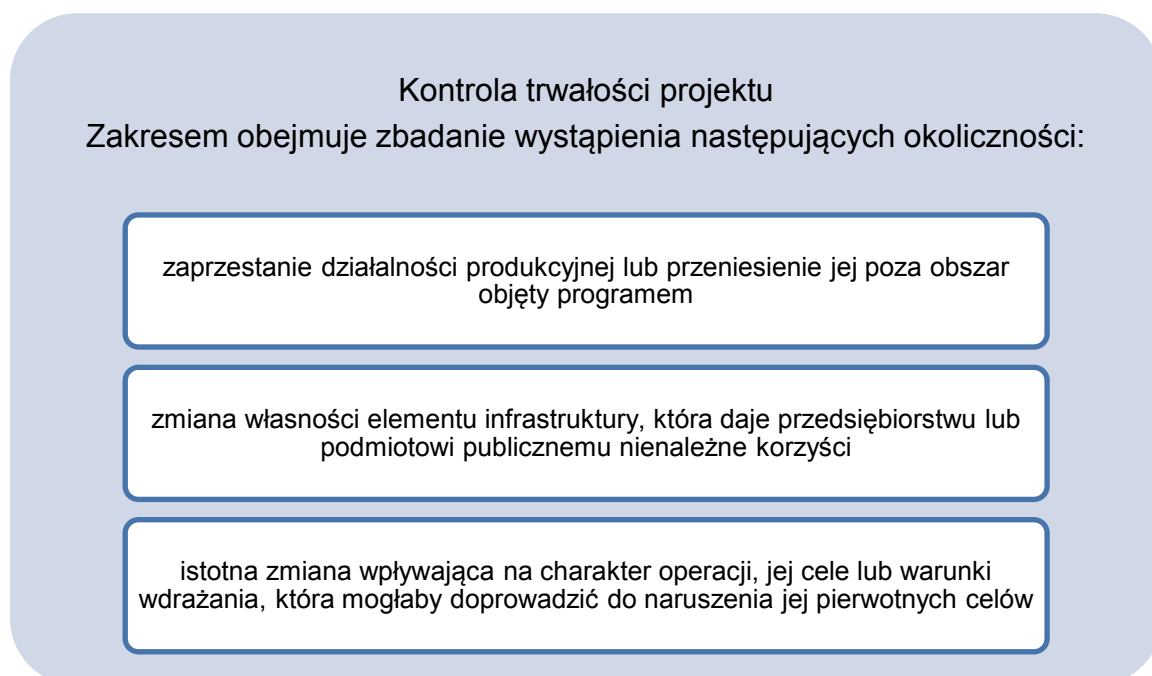 Kontrola trwałości projektu
Zakresem obejmuje zbadanie wystąpienia następujących okoliczności:
zaprzestanie działalności produkcyjnej lub przeniesienie jej poza obszar
objęty programem
zmiana własności elementu infrastruktury, która daje przedsiębiorstwu lub
podmiotowi publicznemu nienależne korzyści
istotna zmiana wpływająca na charakter operacji, jej cele lub warunki
wdrażania, która mogłaby doprowadzić do naruszenia jej pierwotnych celów